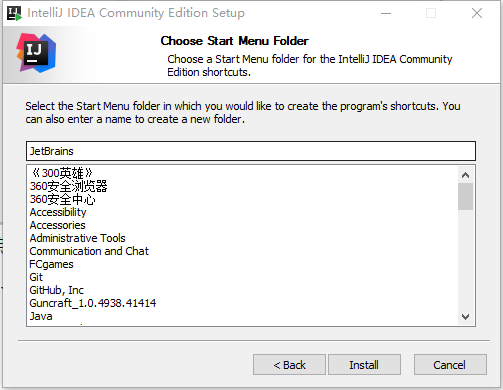 IntelliJ IDEA Community Edition Setup
IJ
Choose Start Menu Folder
Choose a Start Menu folder for the IntelliJ IDEA Community
Edition shortcuts.
Select the Start Menu folder in which you would like to create the program's shortcuts. You
can also enter a name to create a new folder.
JetBrains
《300英雄》
360安全浏览器
360安全中心
Accessibility
Accessories
Administrative Tools
Communication and Chat
FCgames
Git
GitHub, Inc
Guncraft_1.0.4938.41414
Java
< Back
Install
Cancel